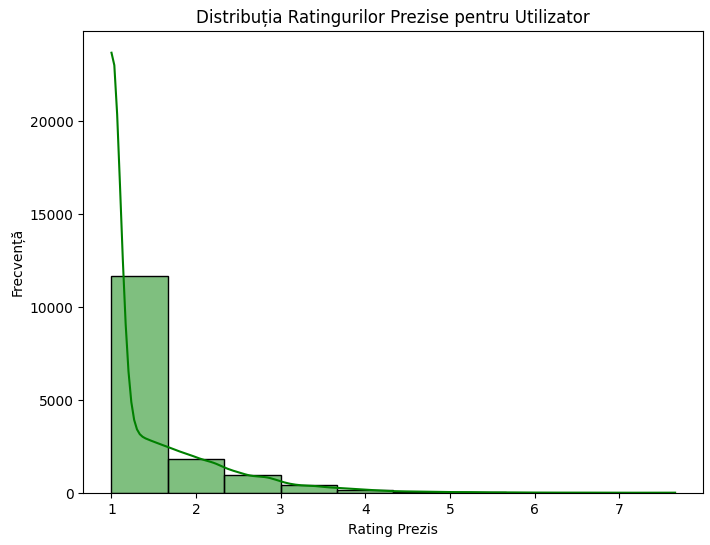 Distribuția Ratingurilor Prezise pentru Utilizator
Frecvență
20000
15000
10000
5000
0
1 2 3 4 5 6 7
Rating Prezis